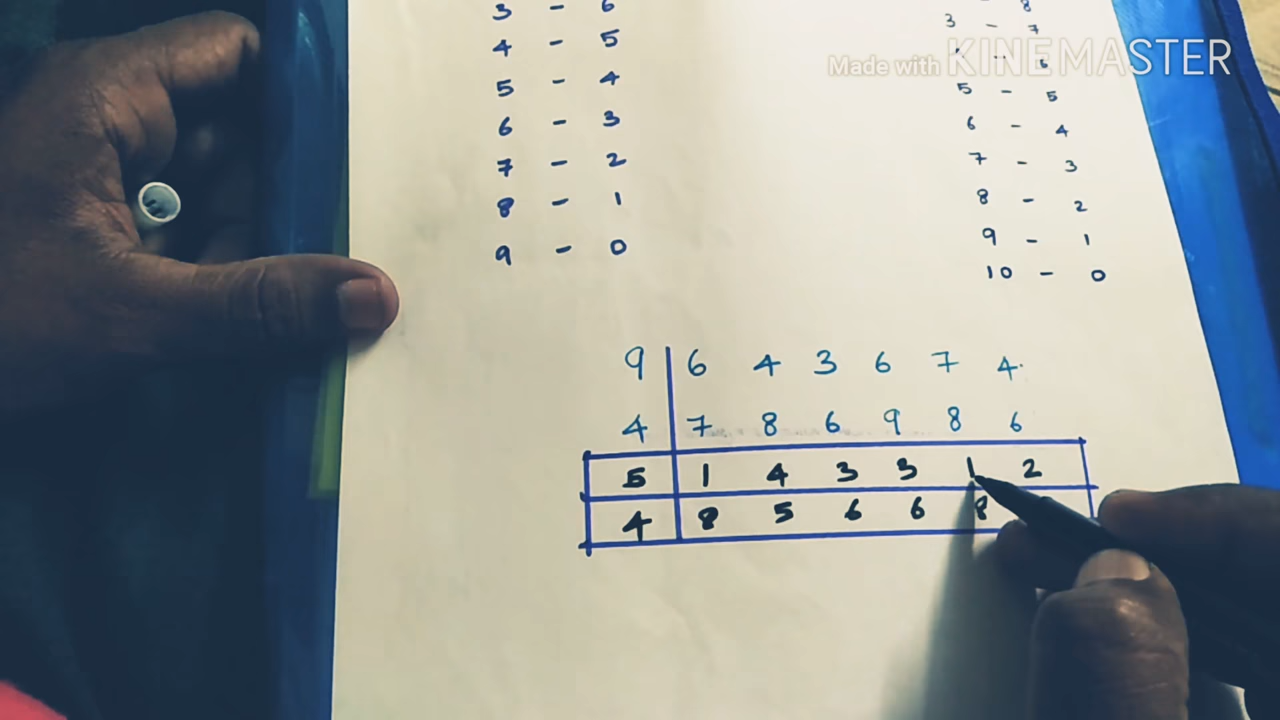 3 - 6
4 - 5
5 - 4
6 - 3
7 - 2
8 - 1
9 - 0
8
3 - 7
- 6
5 - 5
6 - 4
7 - 3
8 - 2
9 - 1
10 - 0
Made with KINEMASTER
9 6 4 3 6 7 4
4 7 8 6 9 8 6
5 1 4 3 3 1 2
4 8 5 6 6 8